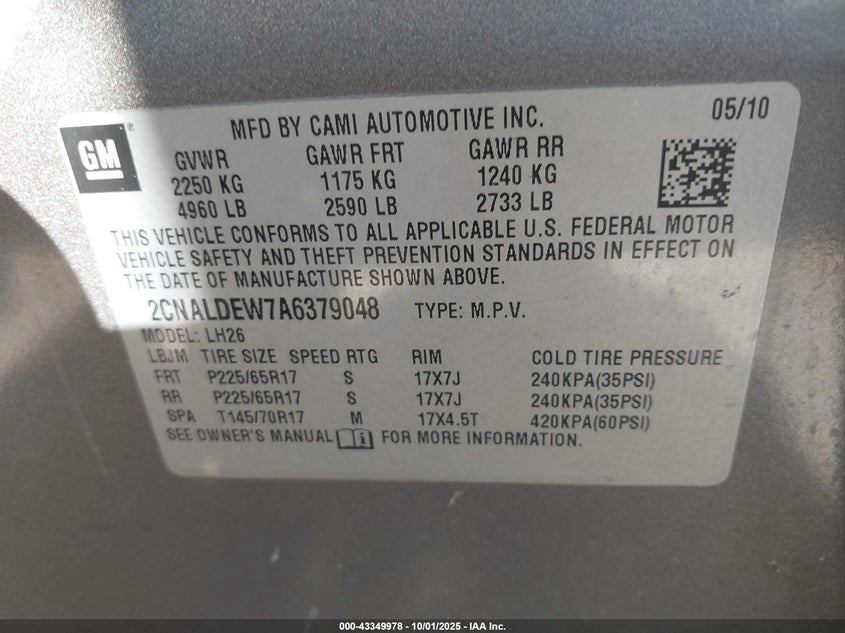 GM
MFD BY CAMI AUTOMOTIVE INC.
05/10
GVWR GAWR FRT GAWR RR
2250 KG 1175 KG 1240 KG
4960 LB 2590 LB 2733 LB
THIS VEHICLE CONFORMS TO ALL APPLICABLE U.S. FEDERAL MOTOR
VEHICLE SAFETY AND THEFT PREVENTION STANDARDS IN EFFECT ON
THE DATE OF MANUFACTURE SHOWN ABOVE.
2CNALDEW7A6379048 TYPE: M.P.V.
MODEL: LH26
LBJM TIRE SIZE SPEED RTG RIM COLD TIRE PRESSURE
FRT P225/65R17 S 17X7J 240KPA(35PSI)
RR P225/65R17 S 17X7J 240KPA(35PSI)
SPA T145/70R17 M 17X4.5T 420KPA(60PSI)
SEE OWNER'S MANUAL FOR MORE INFORMATION.
000-43349978 - 10/01/2025 - IAA Inc.